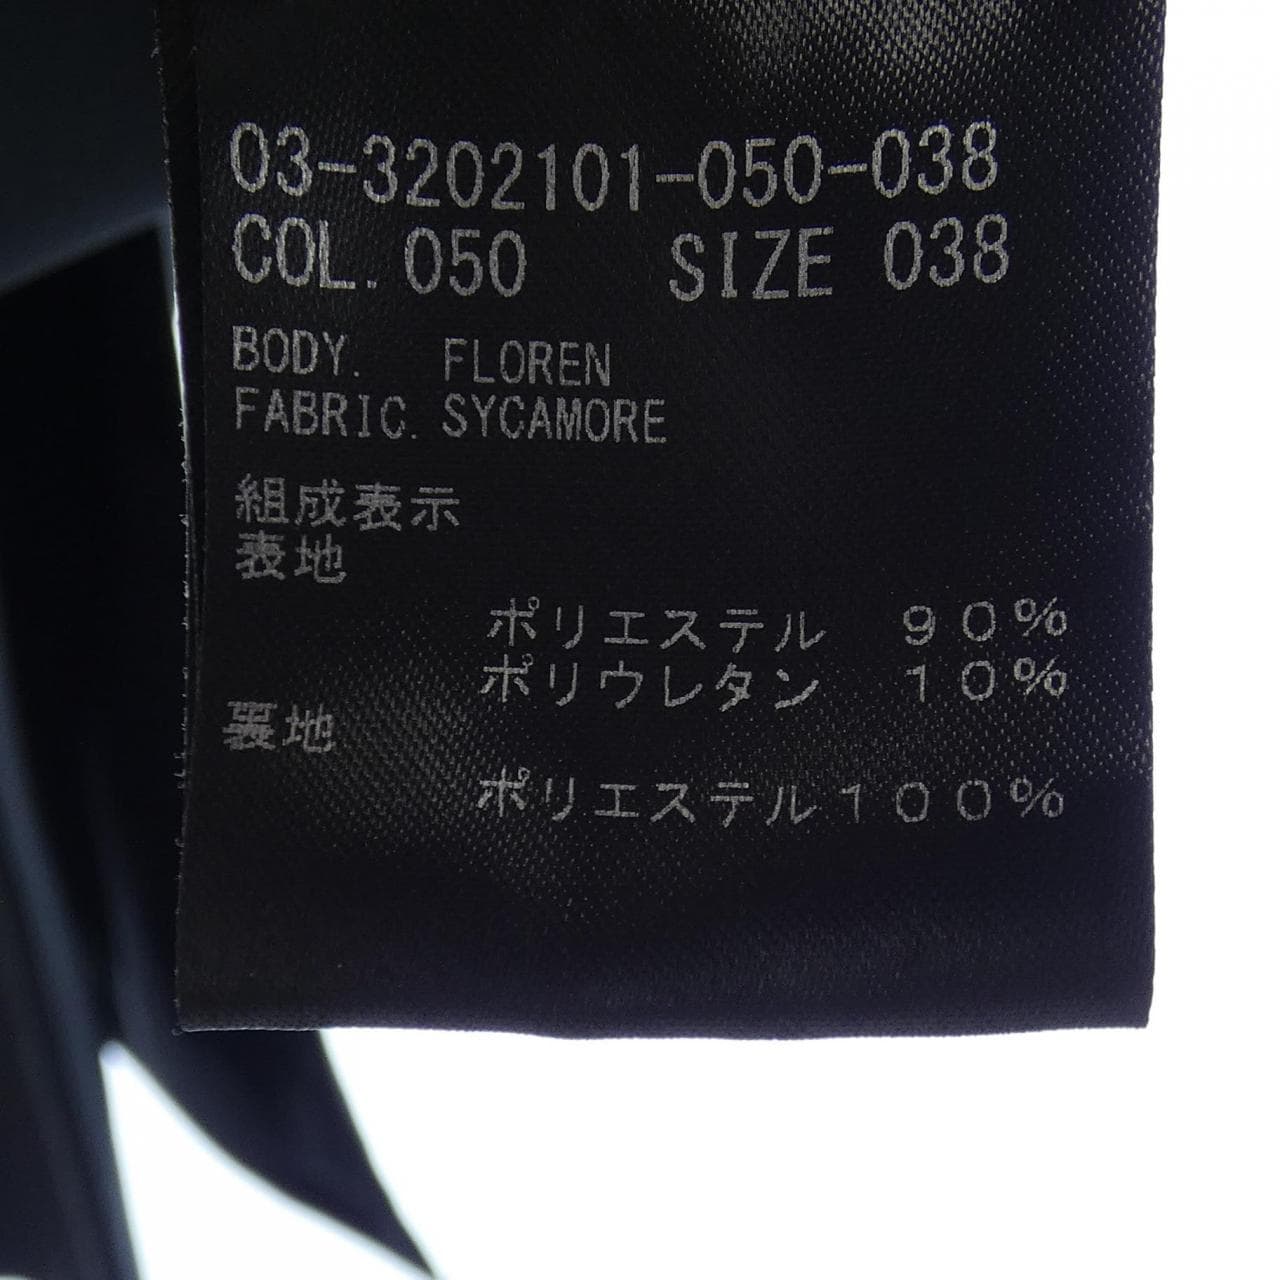 03-3202101-050-038
COL. 050 SIZE 038
BODY. FLOREN
FABRIC. SYCAMORE
組成表示
表地
ポリエステル ９０％
ポリウレタン １０％
裏地
ポリエステル１００％